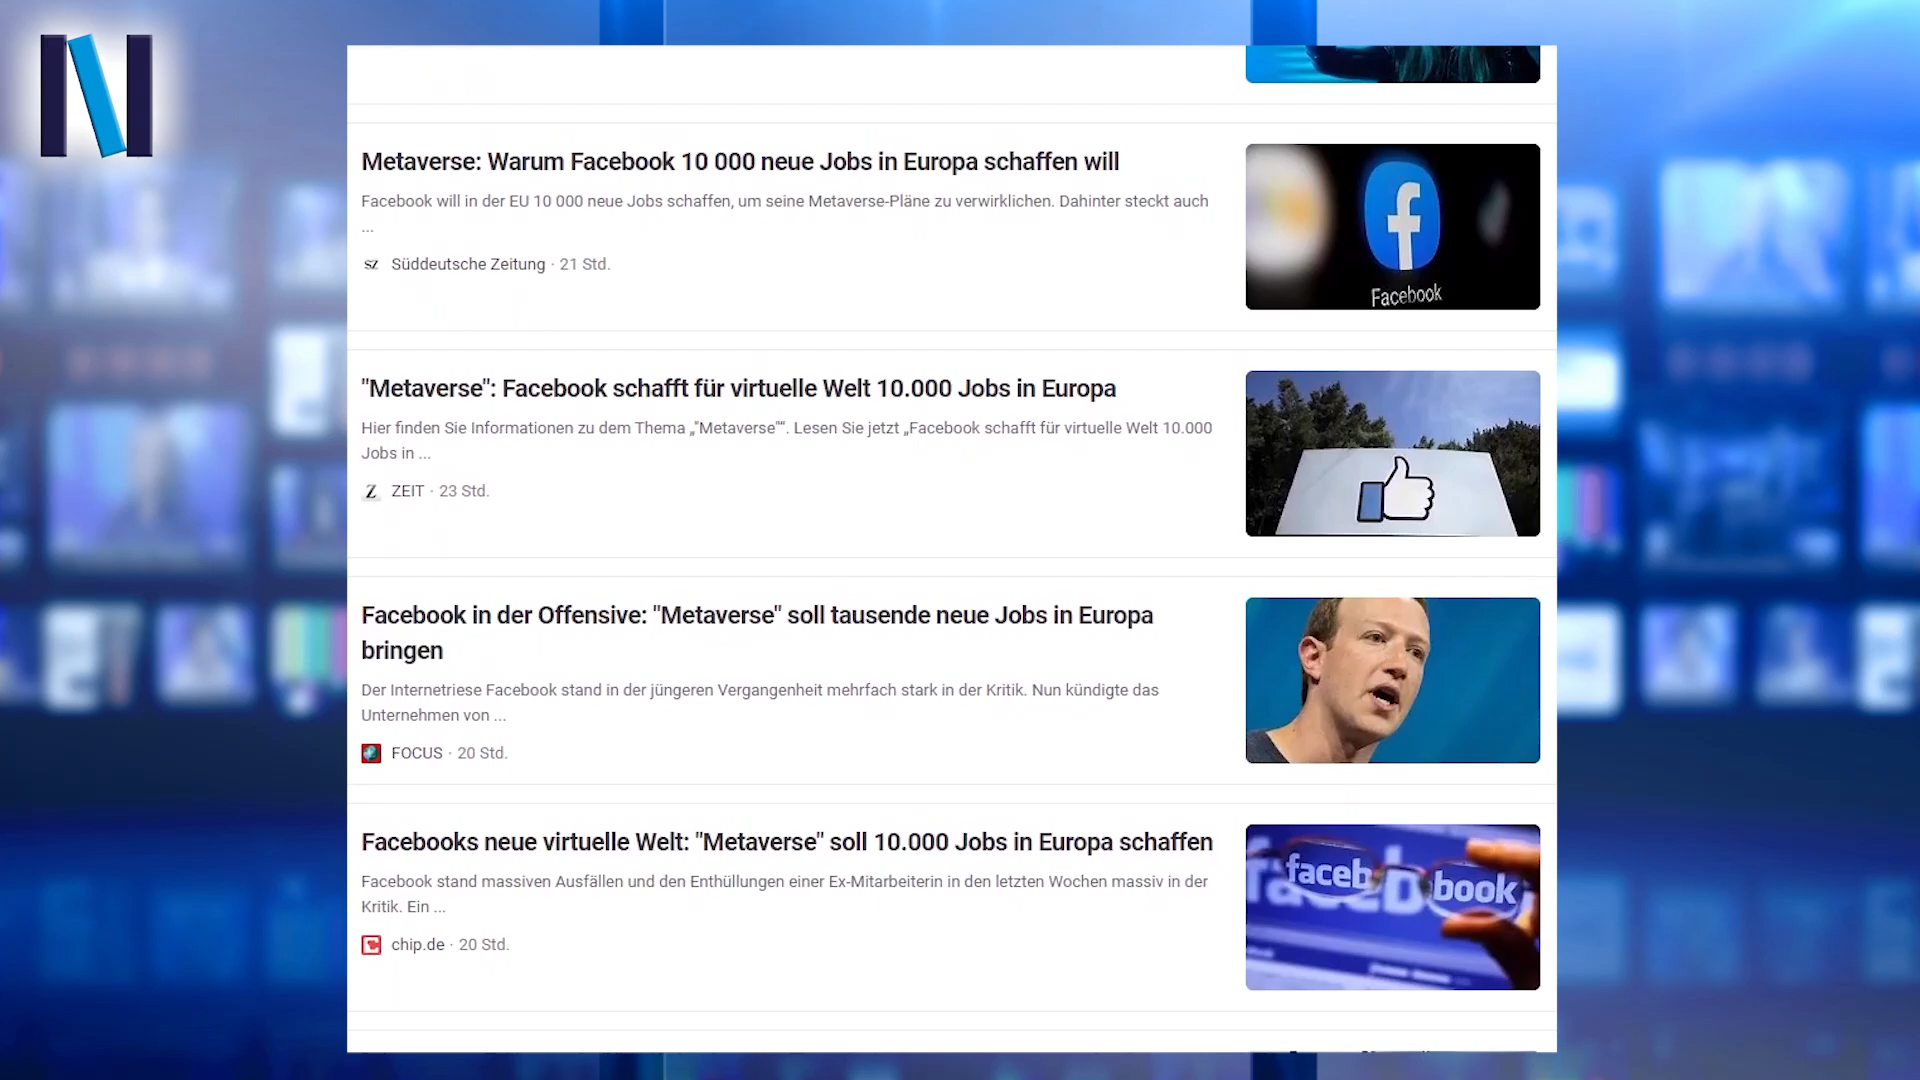 Metaverse: Warum Facebook 10 000 neue Jobs in Europa schaffen will
Facebook will in der EU 10 000 neue Jobs schaffen, um seine Metaverse-Pläne zu verwirklichen. Dahinter steckt auch
...
SZ Süddeutsche Zeitung · 21 Std.
Facebook
"Metaverse": Facebook schafft für virtuelle Welt 10.000 Jobs in Europa
Hier finden Sie Informationen zu dem Thema „"Metaverse"“. Lesen Sie jetzt „Facebook schafft für virtuelle Welt 10.000
Jobs in ...
Z ZEIT · 23 Std.
Facebook in der Offensive: "Metaverse" soll tausende neue Jobs in Europa
bringen
Der Internetriese Facebook stand in der jüngeren Vergangenheit mehrfach stark in der Kritik. Nun kündigte das
Unternehmen von ...
FOCUS · 20 Std.
Facebooks neue virtuelle Welt: "Metaverse" soll 10.000 Jobs in Europa schaffen
Facebook stand massiven Ausfällen und den Enthüllungen einer Ex-Mitarbeiterin in den letzten Wochen massiv in der
Kritik. Ein ...
chip.de · 20 Std.
faceb book